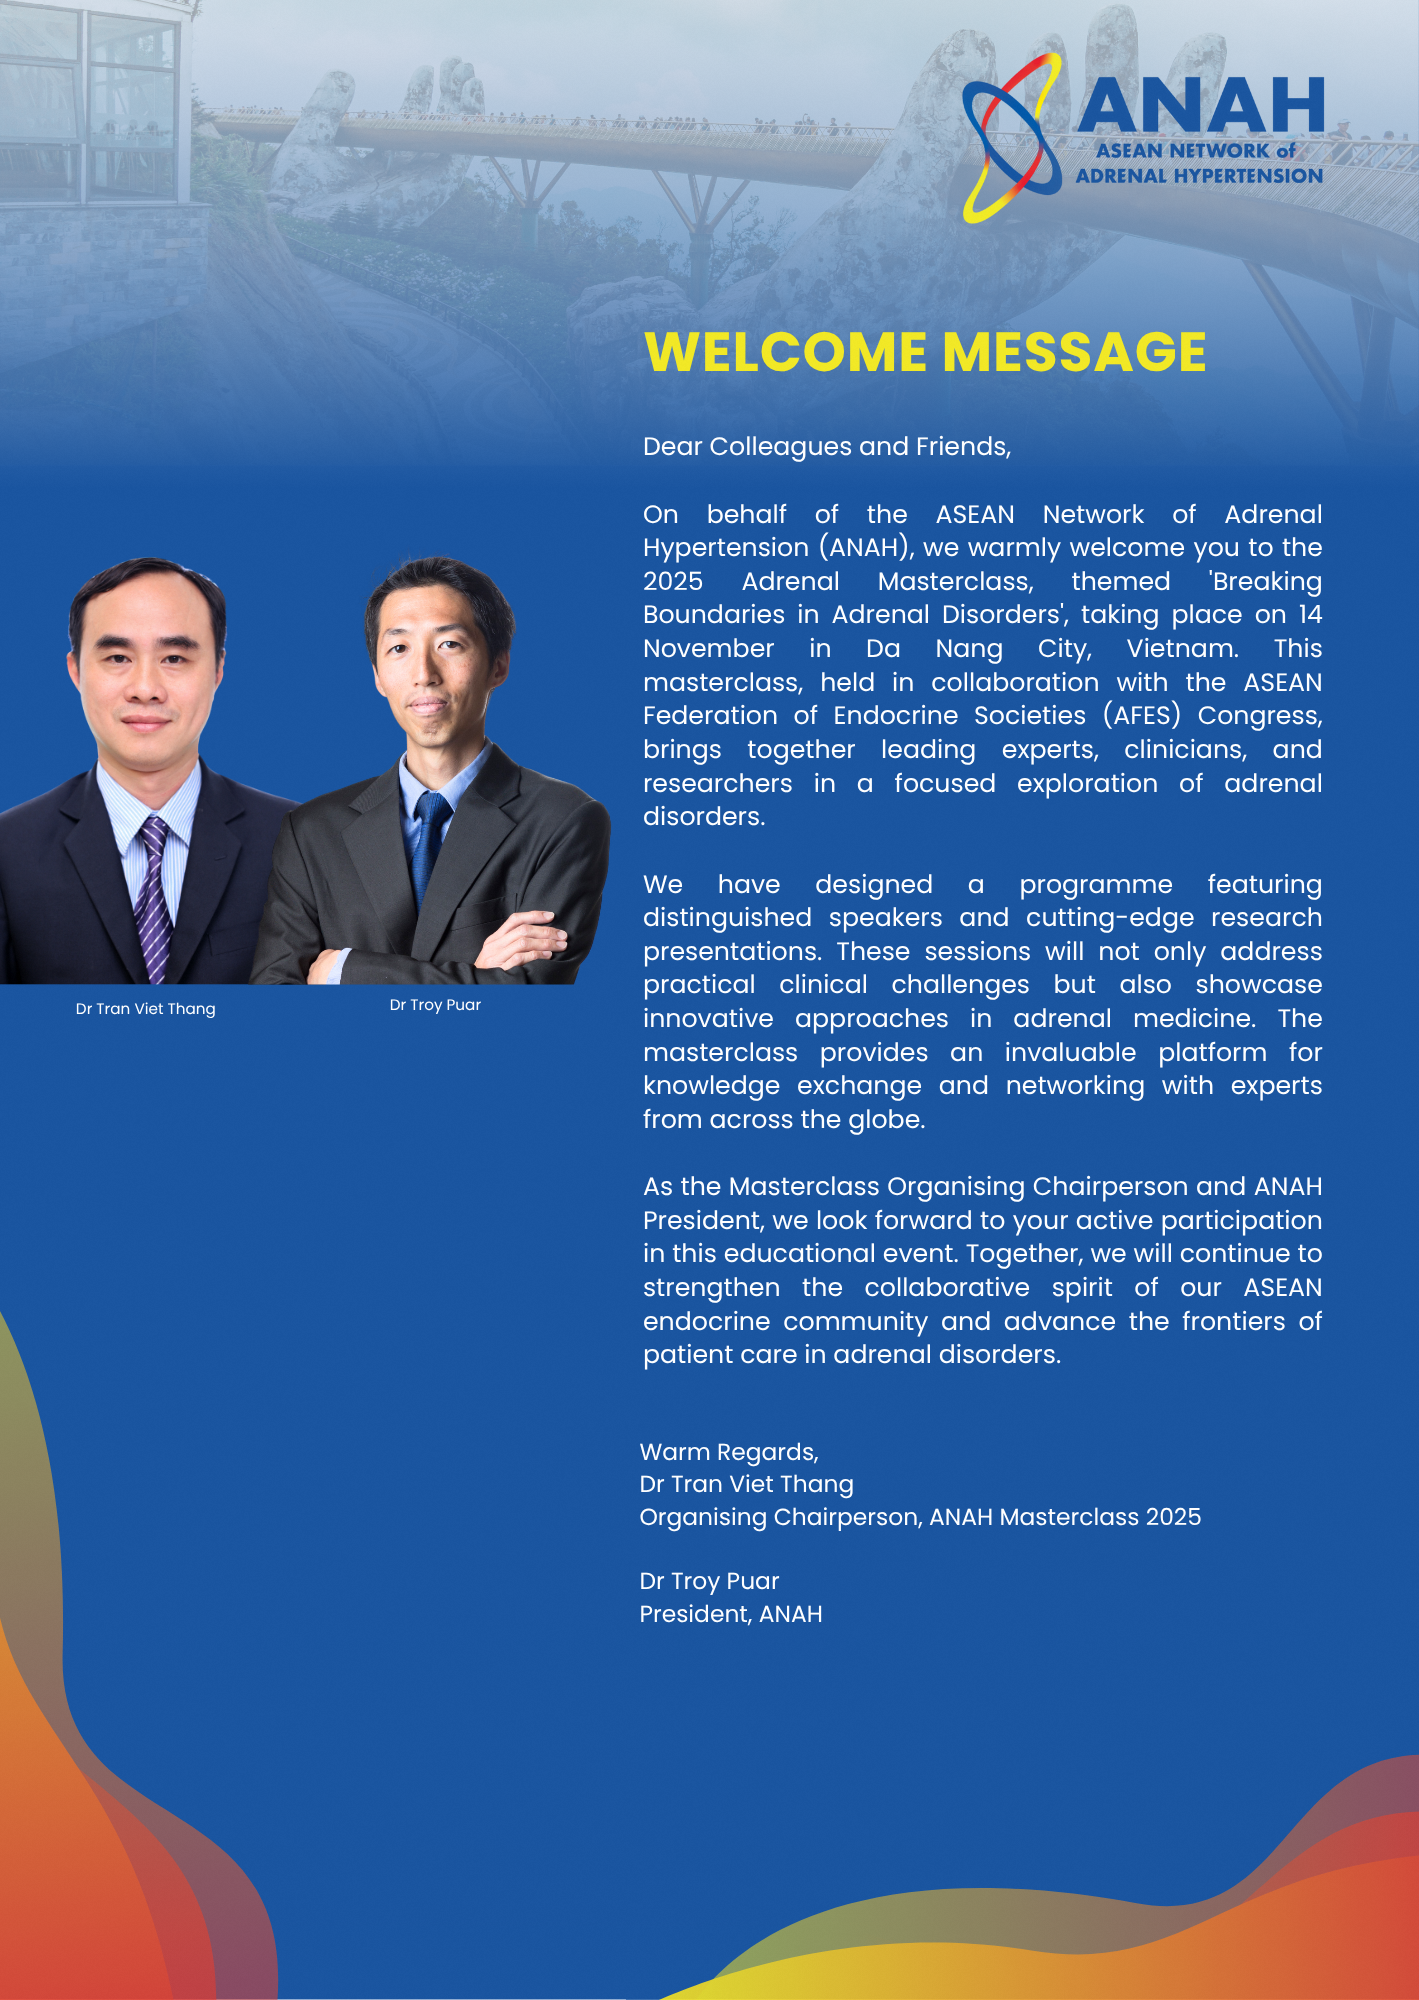 ANAH
ASEAN NETWORK of
ADRENAL HYPERTENSION
WELCOME MESSAGE
Dear Colleagues and Friends,
On behalf of the ASEAN Network of Adrenal
Hypertension (ANAH), we warmly welcome you to the
2025 Adrenal Masterclass, themed 'Breaking
Boundaries in Adrenal Disorders', taking place on 14
November in Da Nang City, Vietnam. This
masterclass, held in collaboration with the ASEAN
Federation of Endocrine Societies (AFES) Congress,
brings together leading experts, clinicians, and
researchers in a focused exploration of adrenal
disorders.
We have designed a programme featuring
distinguished speakers and cutting-edge research
presentations. These sessions will not only address
practical clinical challenges but also showcase
innovative approaches in adrenal medicine. The
masterclass provides an invaluable platform for
knowledge exchange and networking with experts
from across the globe.
As the Masterclass Organising Chairperson and ANAH
President, we look forward to your active participation
in this educational event. Together, we will continue to
strengthen the collaborative spirit of our ASEAN
endocrine community and advance the frontiers of
patient care in adrenal disorders.
Warm Regards,
Dr Tran Viet Thang
Organising Chairperson, ANAH Masterclass 2025
Dr Troy Puar
President, ANAH
Dr Tran Viet Thang
Dr Troy Puar